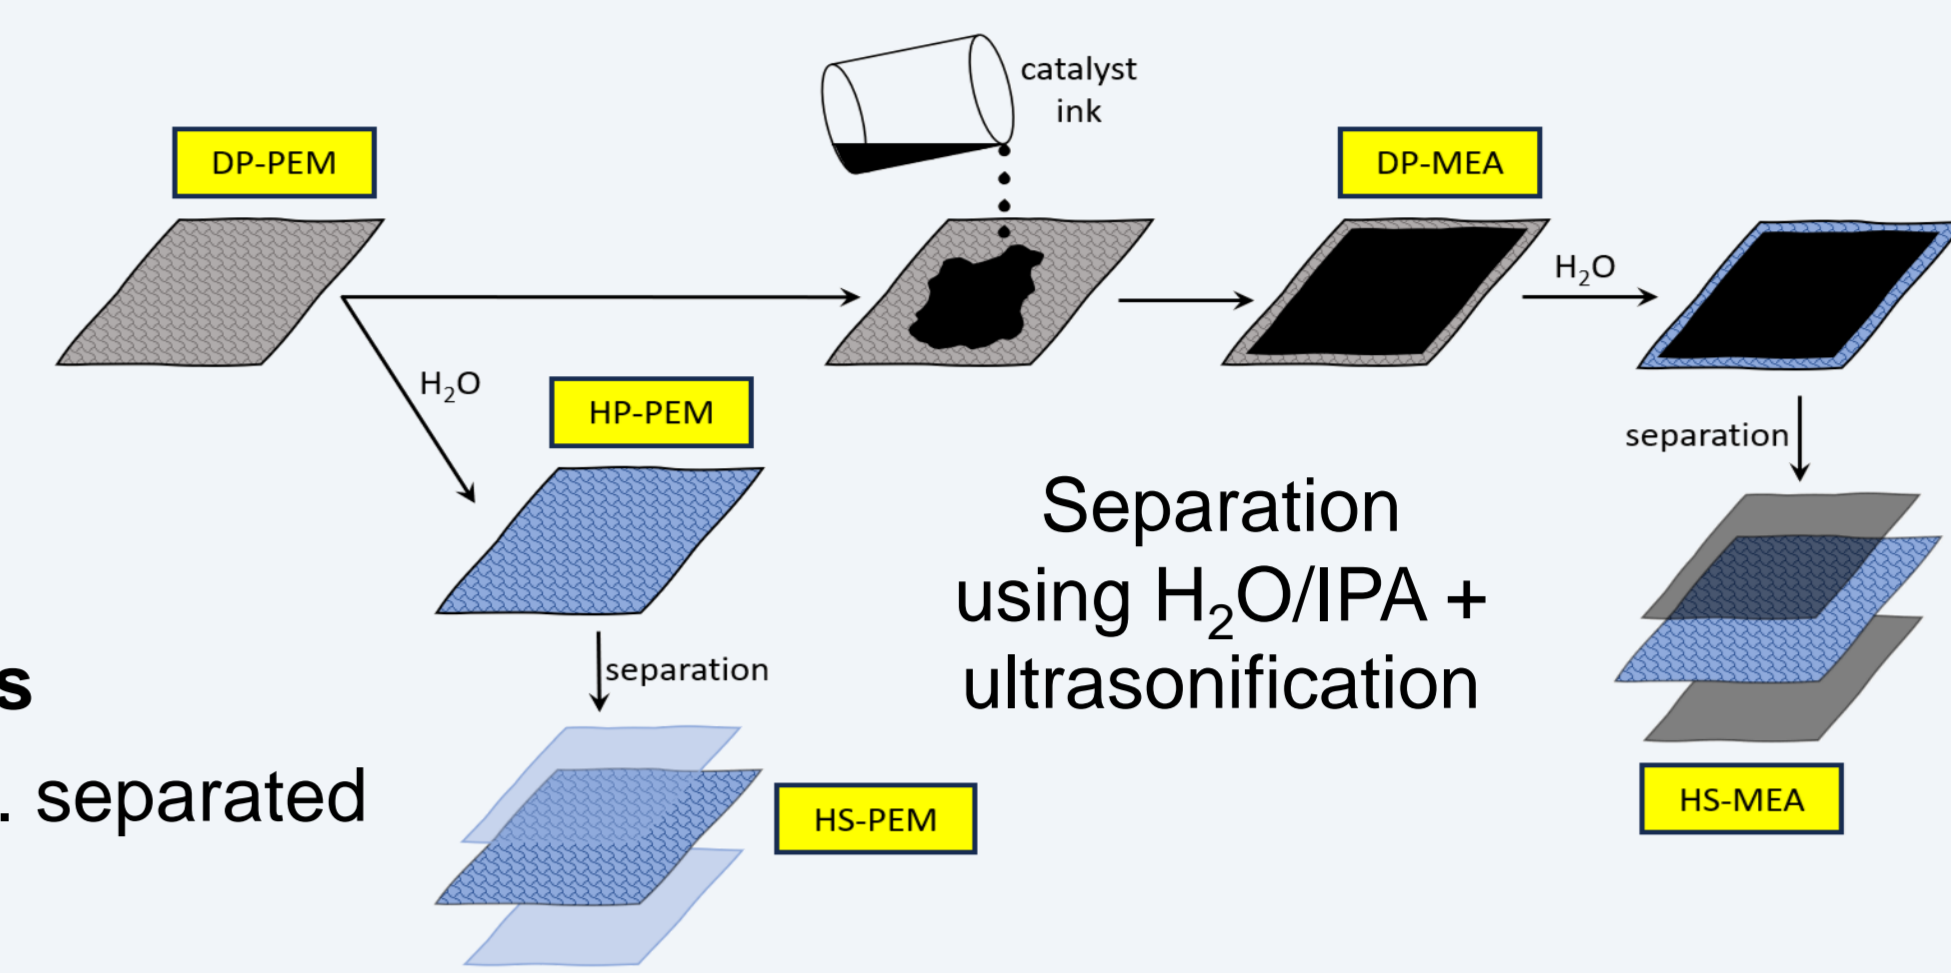 catalyst
ink
DP-PEM
DP-MEA
H₂O
H₂O
HP-PEM
separation
Separation
using H₂O/IPA +
ultrasonification
s
separation
. separated
HS-PEM
HS-MEA